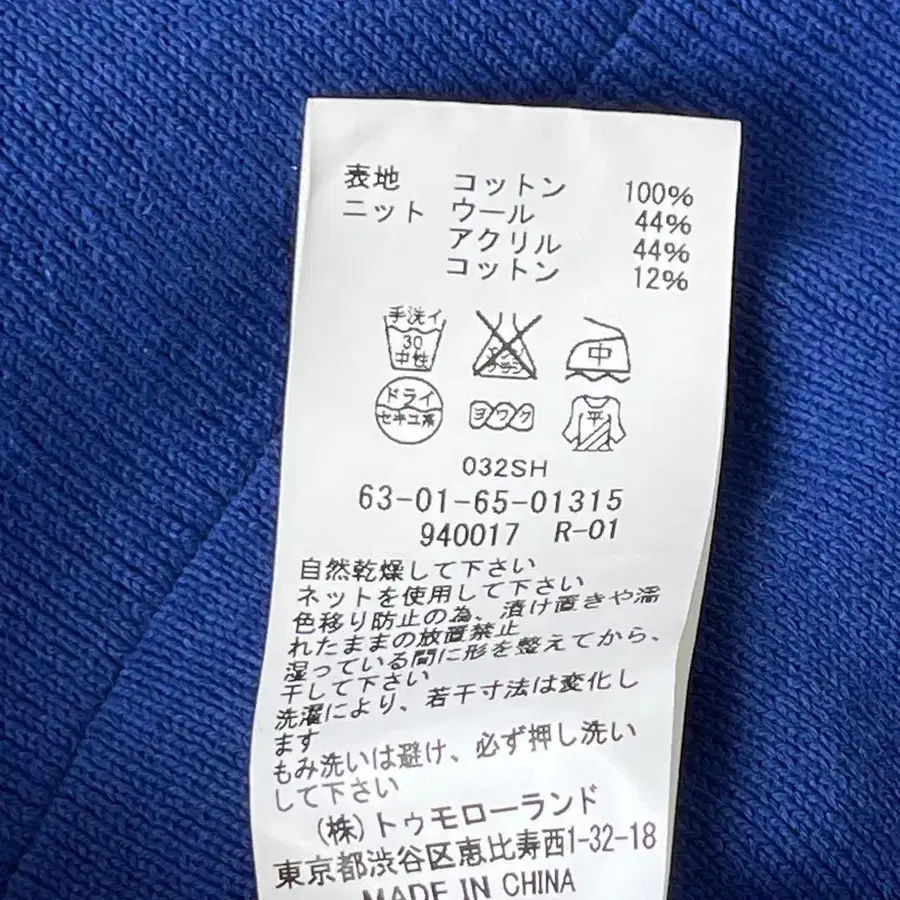 表地 コットン 100%
ニット ウール 44%
アクリル 44%
コットン 12%
手洗イ
30
中性
エンソ
サラシ
中
ドライ
セキユ系
ヨワク
平
032SH
63-01-65-01315
940017 R-01
自然乾燥して下さい
ネットを使用して下さい
色移り防止の為、漬け置きや濡
れたままの放置禁止
湿っている間に形を整えてから、
干して下さい
洗濯により、若干寸法は変化し
ます
もみ洗いは避け、必ず押し洗い
して下さい
(株)トゥモローランド
東京都渋谷区恵比寿西1-32-18
MADE IN CHINA